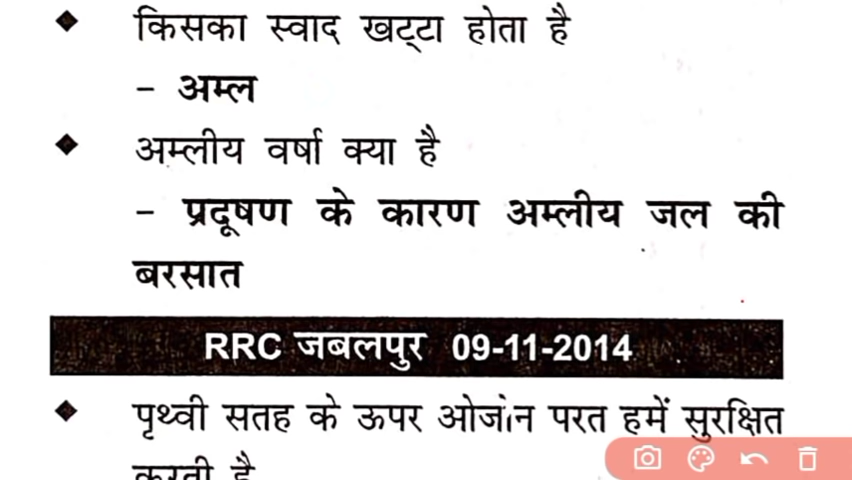 किसका स्वाद खट्टा होता है
– अम्ल
अम्लीय वर्षा क्या है
– प्रदूषण के कारण अम्लीय जल की
बरसात
RRC जबलपुर 09-11-2014
पृथ्वी सतह के ऊपर ओजोन परत हमें सुरक्षित
करती है